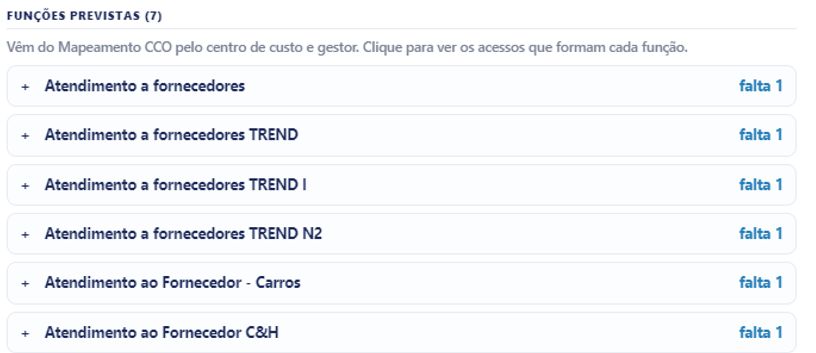 FUNÇÕES PREVISTAS (7)
Vêm do Mapeamento CCO pelo centro de custo e gestor. Clique para ver os acessos que formam cada função.
+ Atendimento a fornecedores falta 1
+ Atendimento a fornecedores TREND falta 1
+ Atendimento a fornecedores TREND I falta 1
+ Atendimento a fornecedores TREND N2 falta 1
+ Atendimento ao Fornecedor - Carros falta 1
+ Atendimento ao Fornecedor C&H falta 1